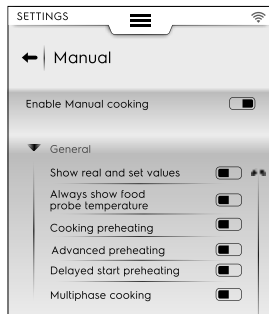 SETTINGS
Manual
Enable Manual cooking
General
Show real and set values
Always show food
probe temperature
Cooking preheating
Advanced preheating
Delayed start preheating
Multiphase cooking